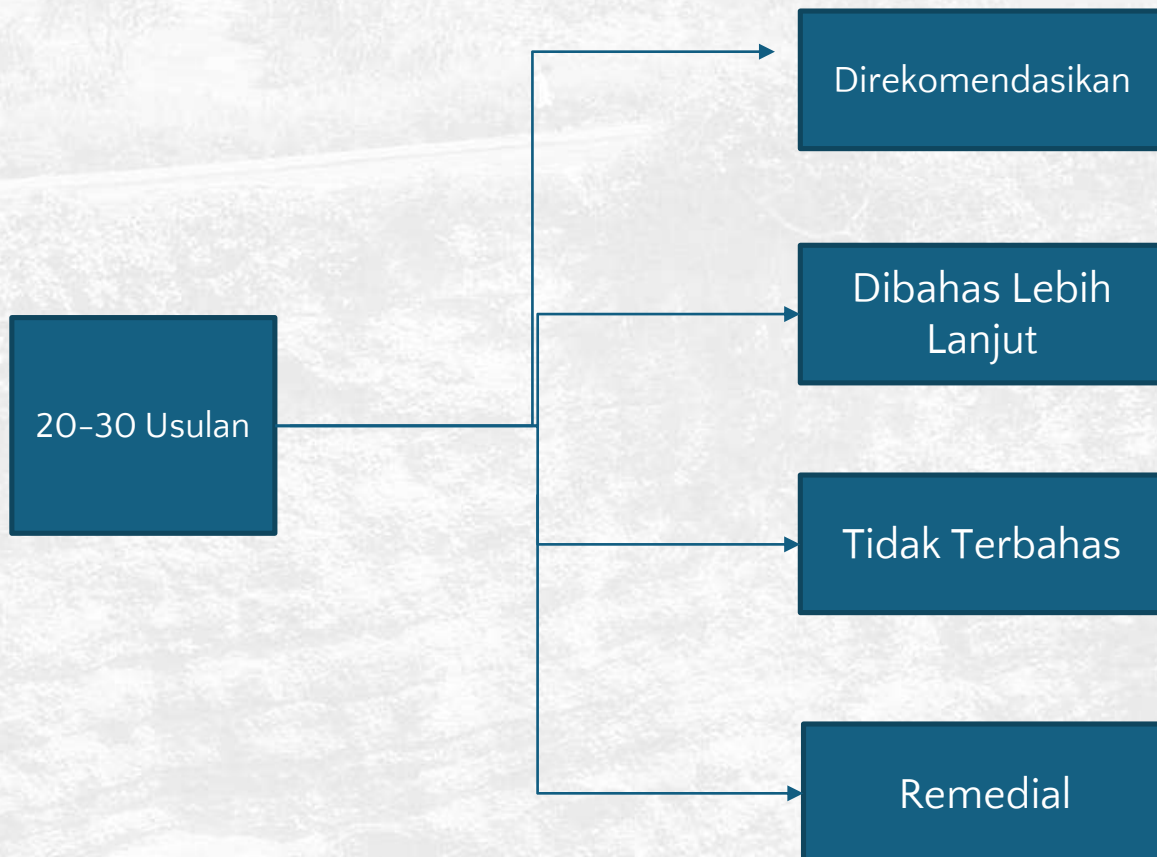 20-30 Usulan
Direkomendasikan
Dibahas Lebih
Lanjut
Tidak Terbahas
Remedial